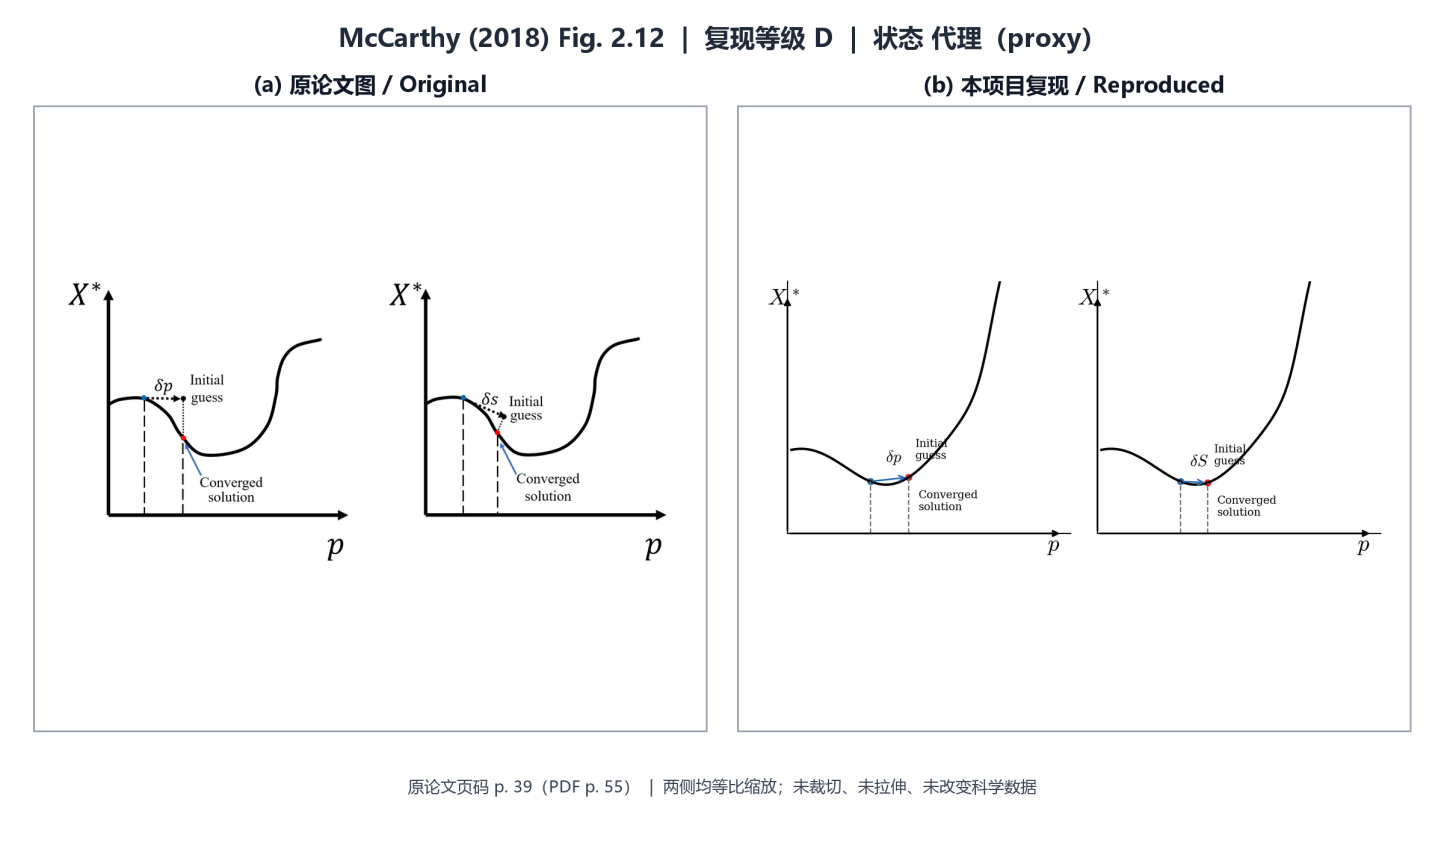 McCarthy (2018) Fig. 2.12 | 复现等级 D | 状态 代理（proxy）
(a) 原论文图 / Original
X*
δp
Initial
guess
Converged
solution
p
X*
δs
Initial
guess
Converged
solution
p
(b) 本项目复现 / Reproduced
X*
δp
Initial
guess
Converged
solution
p
X*
δS
Initial
guess
Converged
solution
p
原论文页码 p. 39（PDF p. 55） | 两侧均等比缩放；未裁切、未拉伸、未改变科学数据